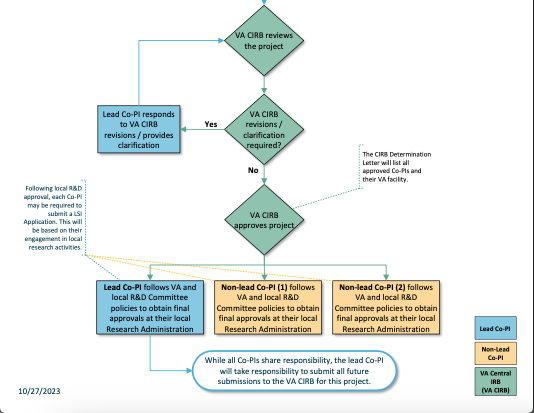 VA CIRB reviews
the project
Lead Co-PI responds
to VA CIRB
revisions / provides
clarification
Yes
VA CIRB
revisions /
clarification
required?
No
The CIRB Determination
Letter will list all
approved Co-PIs and
their VA facility.
Following local R&D
approval, each Co-PI
may be required to
submit a LSI
Application. This will
be based on their
engagement in local
research activities.
VA CIRB
approves project
Lead Co-PI follows VA and
local R&D Committee
policies to obtain final
approvals at their local
Research Administration
Non-lead Co-PI (1) follows
VA and local R&D
Committee policies to obtain
final approvals at their local
Research Administration
Non-lead Co-PI (2) follows
VA and local R&D
Committee policies to obtain
final approvals at their local
Research Administration
While all Co-PIs share responsibility, the lead Co-PI
will take responsibility to submit all future
submissions to the VA CIRB for this project.
Lead Co-PI
Non-Lead
Co-PI
VA Central
IRB
(VA CIRB)
10/27/2023